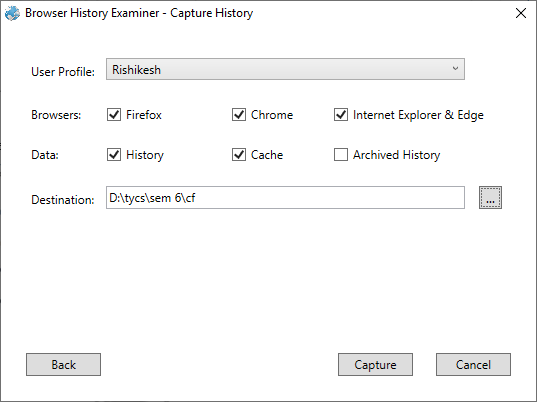 Browser History Examiner - Capture History
User Profile: Rishikesh
Browsers: Firefox Chrome Internet Explorer & Edge
Data: History Cache Archived History
Destination: D:\tycs\sem 6\cf ...
Back Capture Cancel